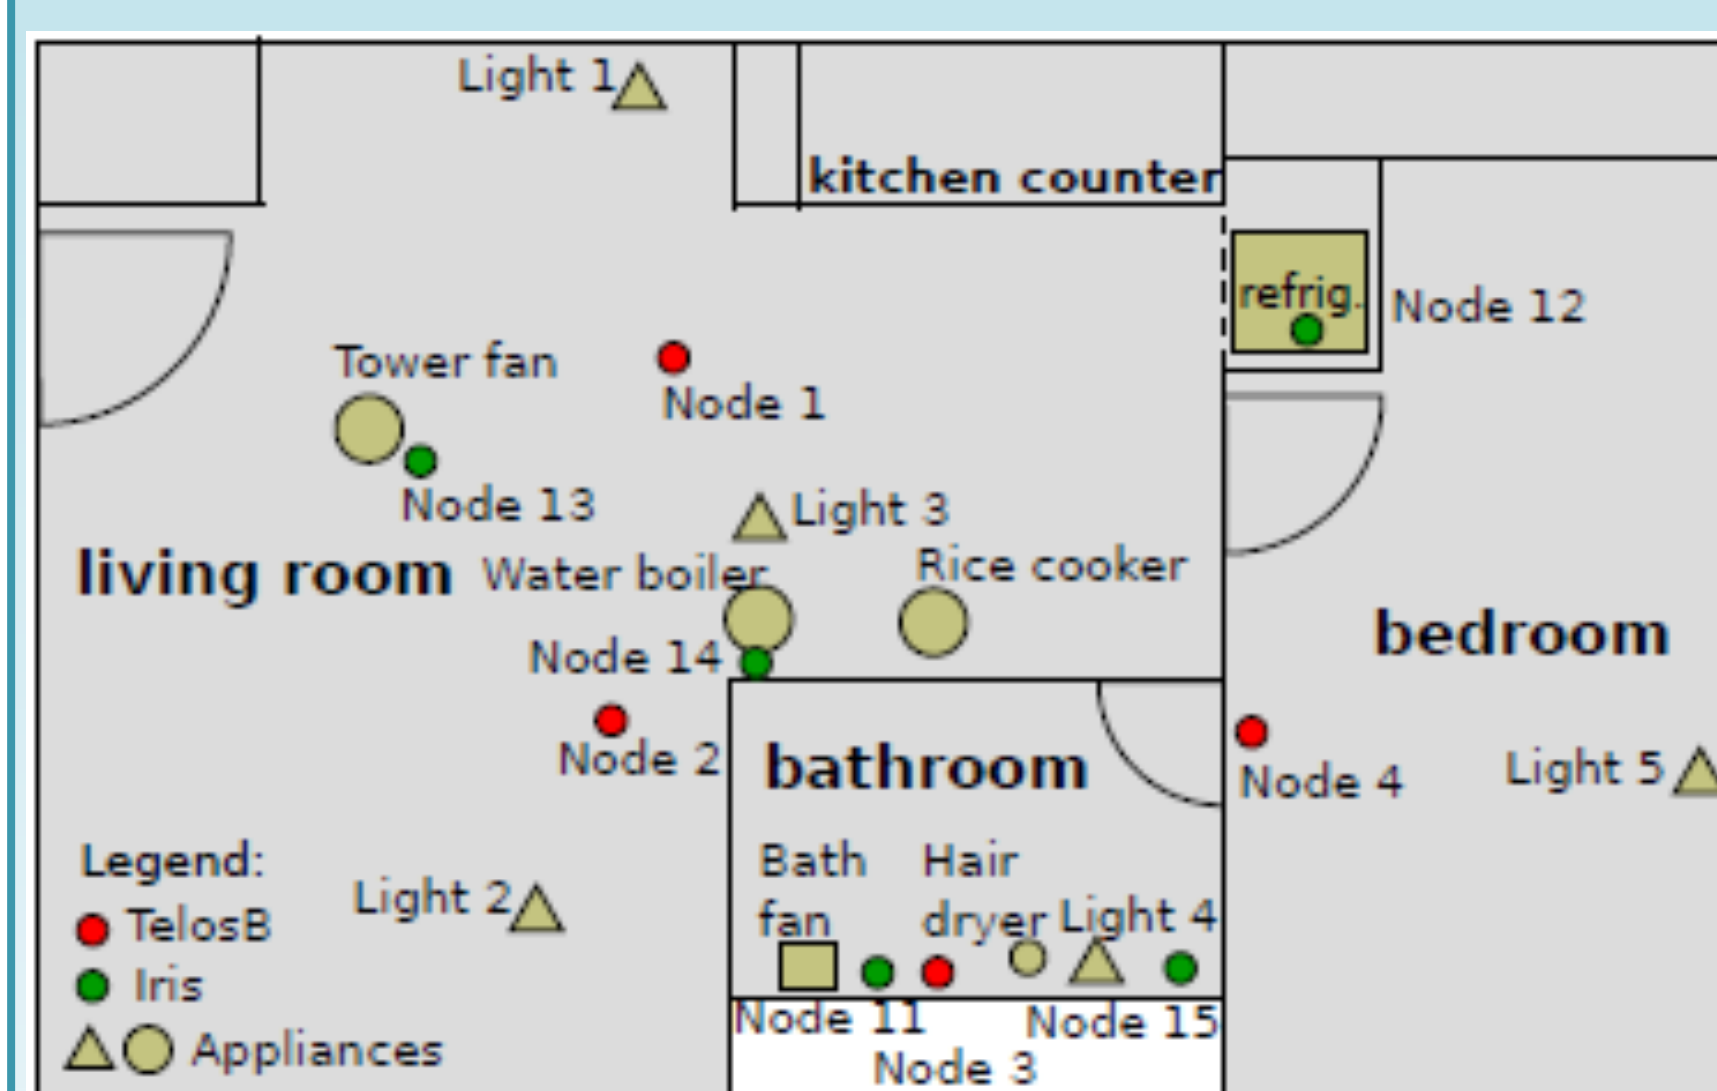 Light 1
kitchen counter
refrig.
Node 12
Tower fan
Node 1
Node 13
Light 3
living room
Water boiler
Rice cooker
bedroom
Node 14
Node 2
bathroom
Node 4
Light 5
Legend:
TelosB
Iris
Appliances
Light 2
Bath
fan
Hair
dryer
Light 4
Node 11
Node 15
Node 3